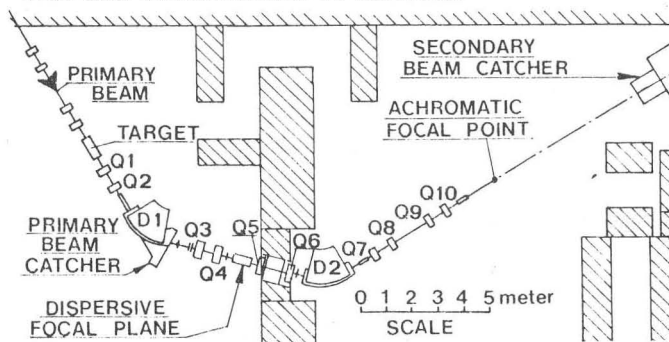 SECONDARY
BEAM CATCHER
PRIMARY
BEAM
ACHROMATIC
FOCAL POINT
TARGET
Q1
Q2
D1
Q3
Q4
Q5
Q6
D2
Q7
Q8
Q9
Q10
PRIMARY
BEAM
CATCHER
DISPERSIVE
FOCAL PLANE
0 1 2 3 4 5 meter
SCALE